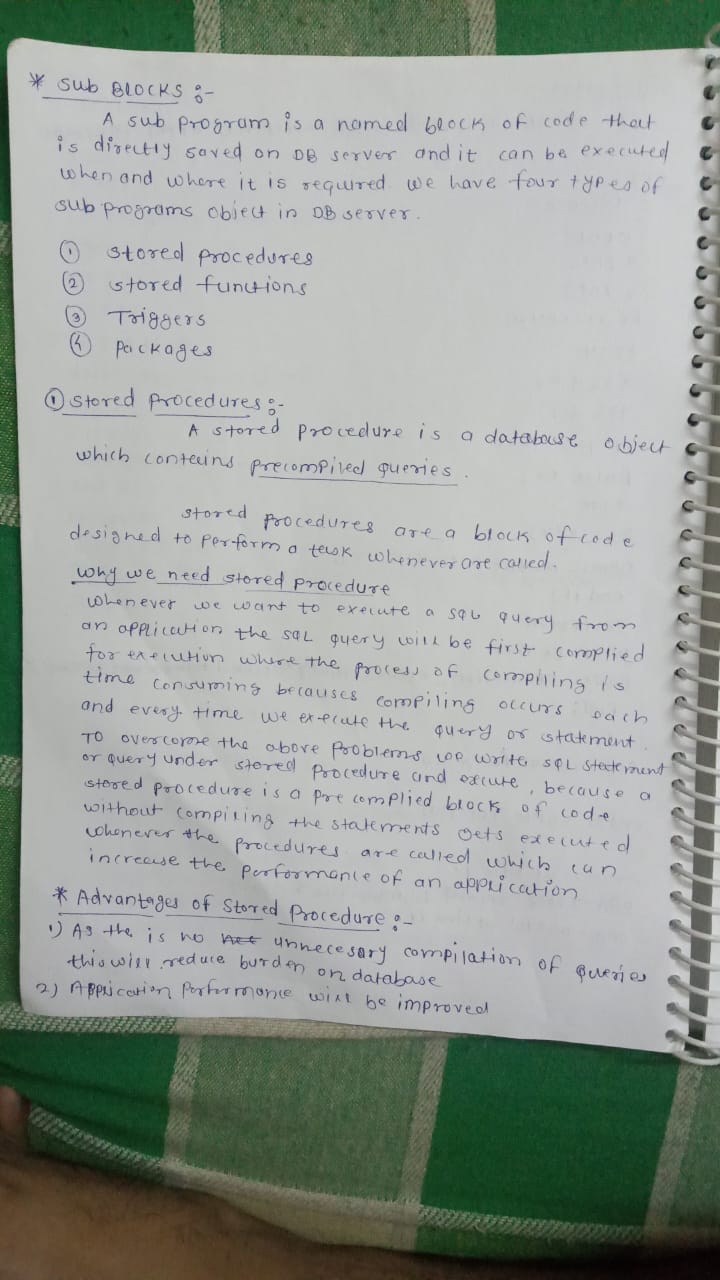 * Sub BLOCKS :-
A sub program is a named block of code that
is directly saved on DB server and it can be executed
when and where it is required. we have four types of
sub programs object in DB server.
① stored procedures
② stored functions
③ Triggers
④ Packages
① stored procedures :-
A stored procedure is a database object
which contains precompiled queries.
stored procedures are a block of code
designed to perform a task whenever are called.
why we need stored procedure
whenever we want to execute a sql query from
an application the SQL query will be first complied
for execution where the process of compiling is
time consuming becauses compiling occurs each
and every time we execute the query or statement.
To overcome the above problems we write SQL statement
or query under stored procedure and excute, because a
stored procedure is a pre complied block of code
without compiling the statements gets executed
whenever the procedures are called which can
increase the performance of an application
* Advantages of stored procedure :-
1) As the is no unnecesary compilation of queries
this will reduce burden on database
2) Application Performance will be improved